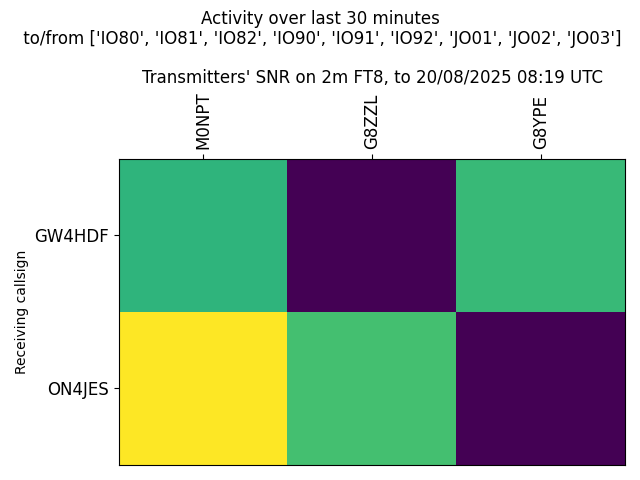 Activity over last 30 minutes
to/from ['IO80', 'IO81', 'IO82', 'IO90', 'IO91', 'IO92', 'JO01', 'JO02', 'JO03']
Transmitters' SNR on 2m FT8, to 20/08/2025 08:19 UTC
M0NPT
G8ZZL
G8YPE
GW4HDF
ON4JES
Receiving callsign